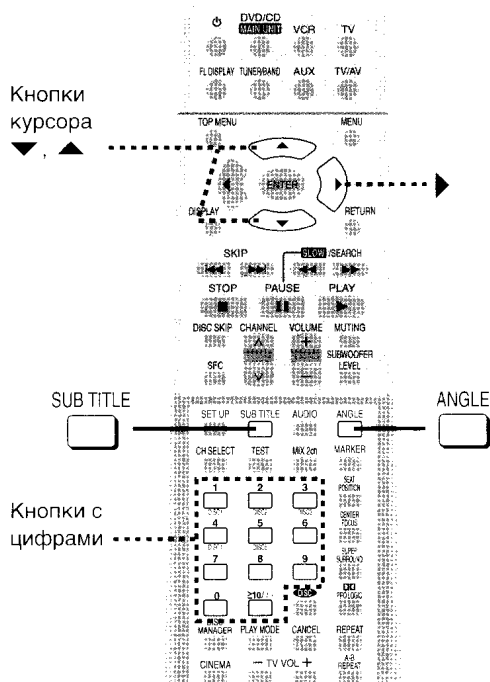 DVD/CD
MAIN UNIT VCR TV
FL DISPLAY TUNER/BAND AUX TV/AV
Кнопки
курсора
▼ , ▲
TOP MENU MENU
ENTER
DISPLAY RETURN
SKIP SLOW /SEARCH
STOP PAUSE PLAY
DISC SKIP CHANNEL VOLUME MUTING
+
SFC SUBWOOFER
LEVEL
−
SUB TITLE ANGLE
SET UP SUB TITLE AUDIO ANGLE
CH SELECT TEST MIX 2ch MARKER
Кнопки с
цифрами
1 2 3 SEAT
POSITION
4 5 6 CENTER
FOCUS
7 8 9 SUPER
SURROUND
0 ≥10/ DISC PRO LOGIC
MANAGER PLAY MODE CANCEL REPEAT
CINEMA − TV VOL + A-B
REPEAT